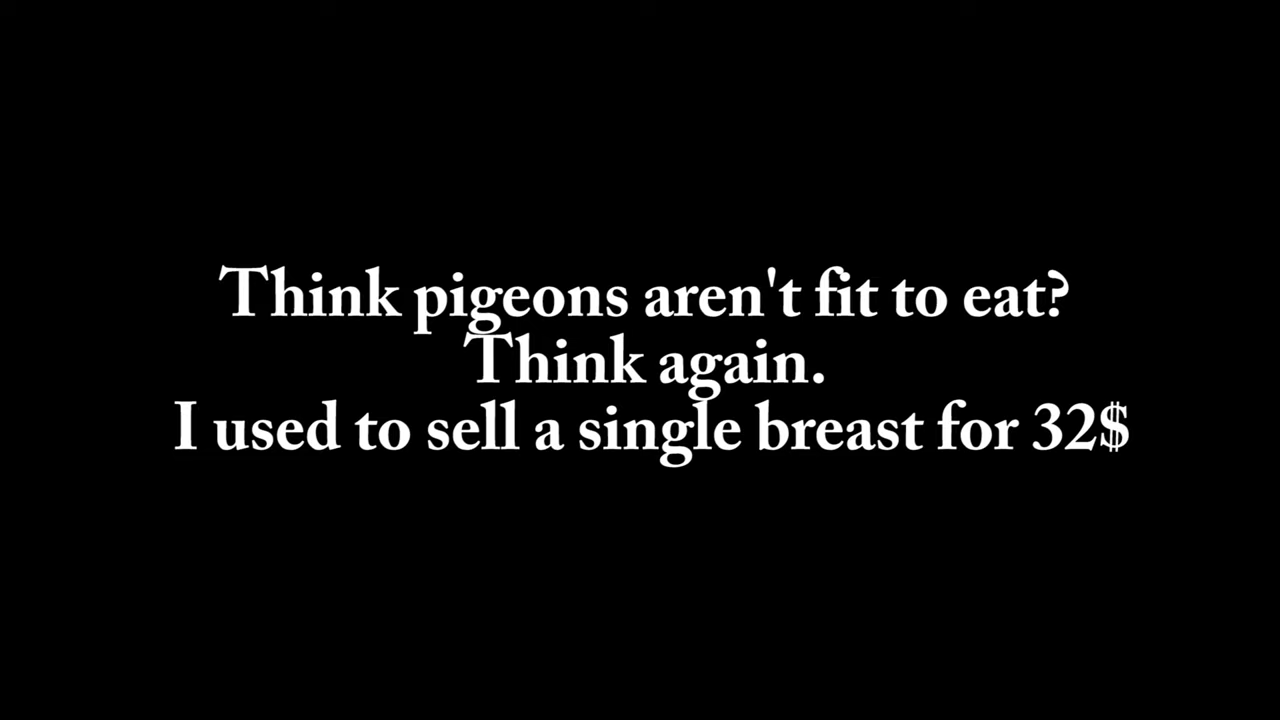 Think pigeons aren't fit to eat?
Think again.
I used to sell a single breast for 32$